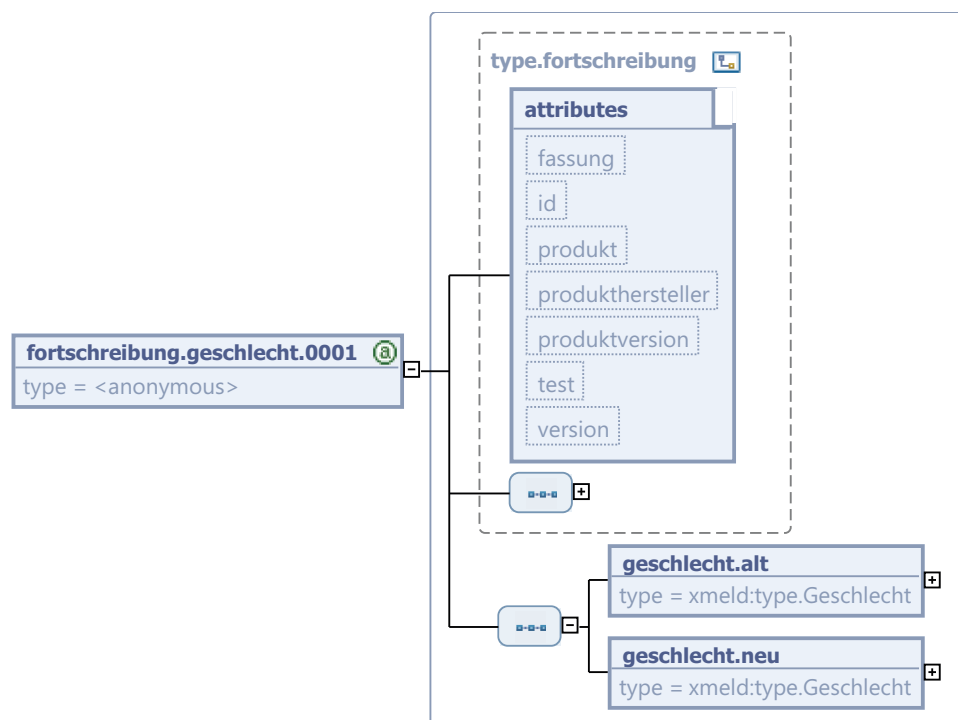 type.fortschreibung
attributes
fassung
id
produkt
produkthersteller
produktversion
test
version
fortschreibung.geschlecht.0001 @
type = <anonymous>
geschlecht.alt
type = xmeld:type.Geschlecht
geschlecht.neu
type = xmeld:type.Geschlecht